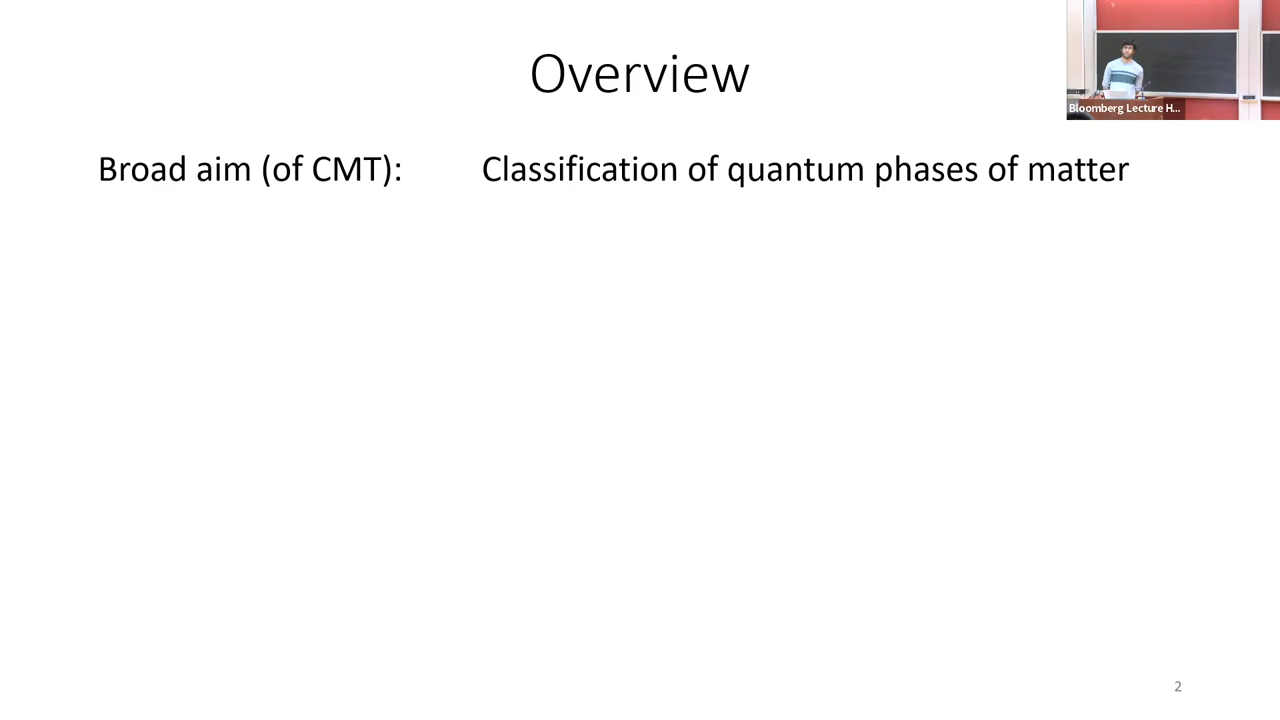 Overview
Bloomberg Lecture H...
Broad aim (of CMT): Classification of quantum phases of matter
2